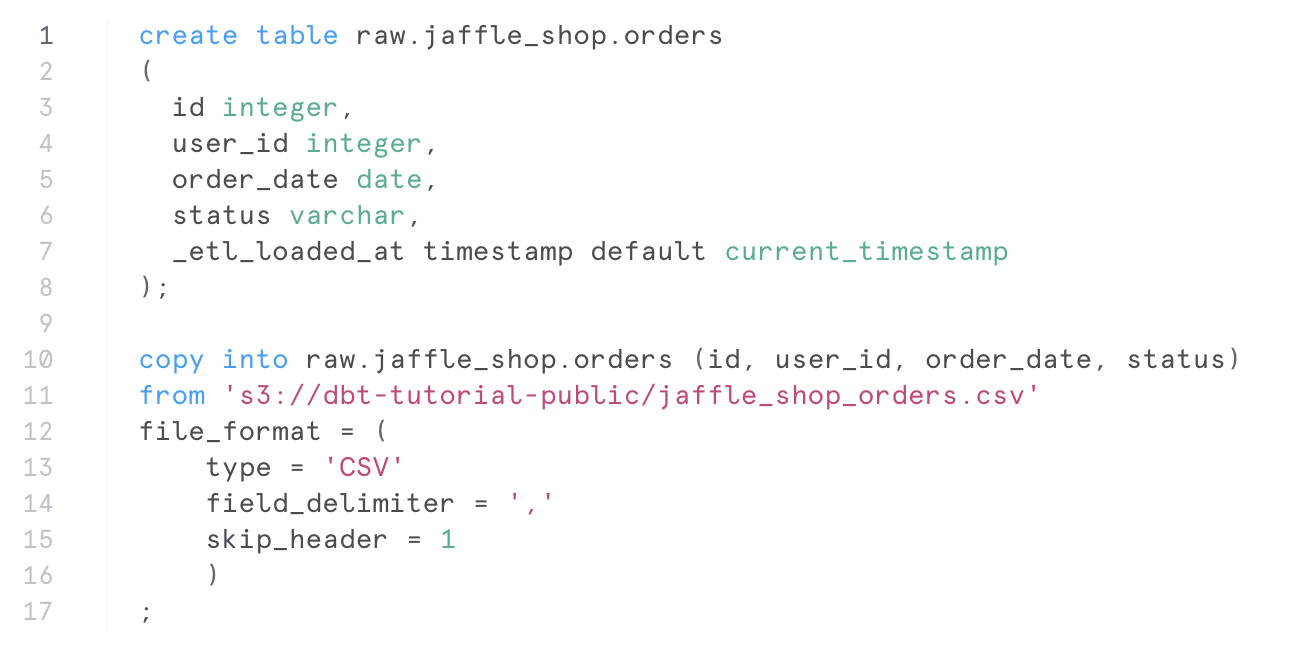 1 create table raw.jaffle_shop.orders
2 (
3   id integer,
4   user_id integer,
5   order_date date,
6   status varchar,
7   _etl_loaded_at timestamp default current_timestamp
8 );
9
10 copy into raw.jaffle_shop.orders (id, user_id, order_date, status)
11 from 's3://dbt-tutorial-public/jaffle_shop_orders.csv'
12 file_format = (
13     type = 'CSV'
14     field_delimiter = ','
15     skip_header = 1
16     )
17 ;